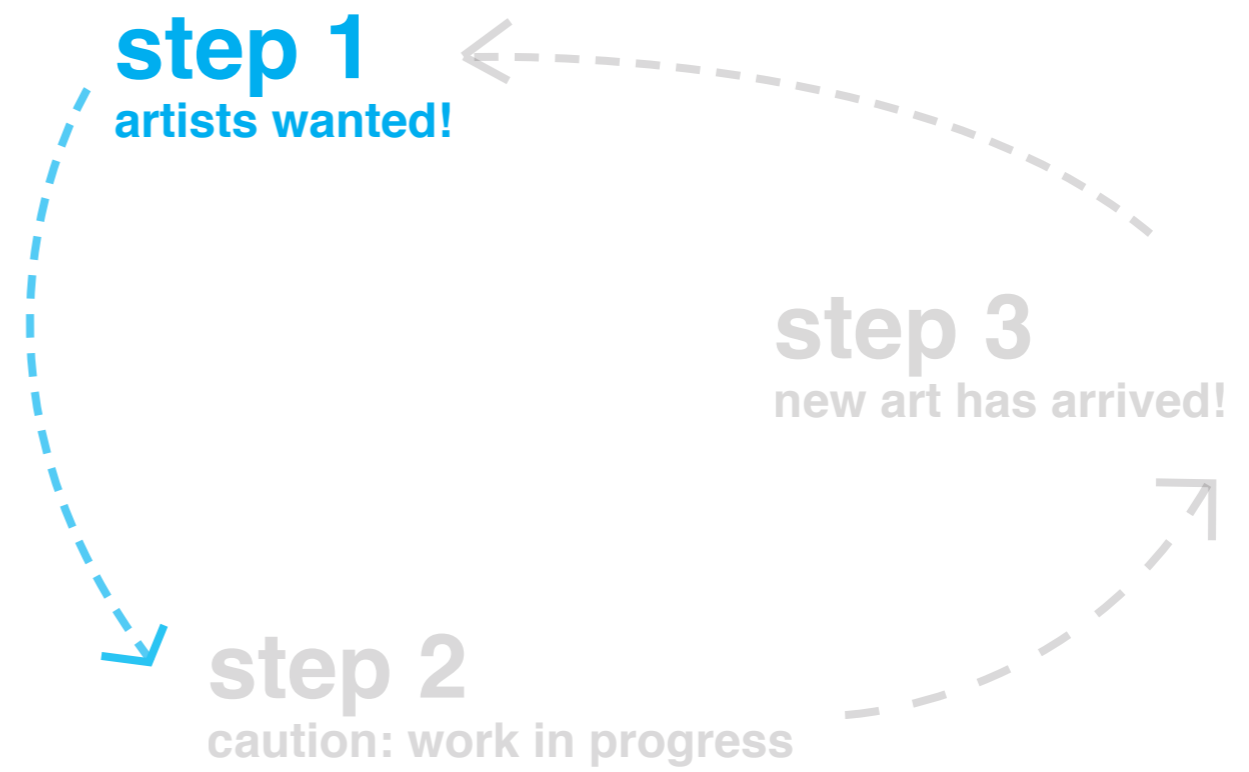 step 1
artists wanted!
step 3
new art has arrived!
step 2
caution: work in progress